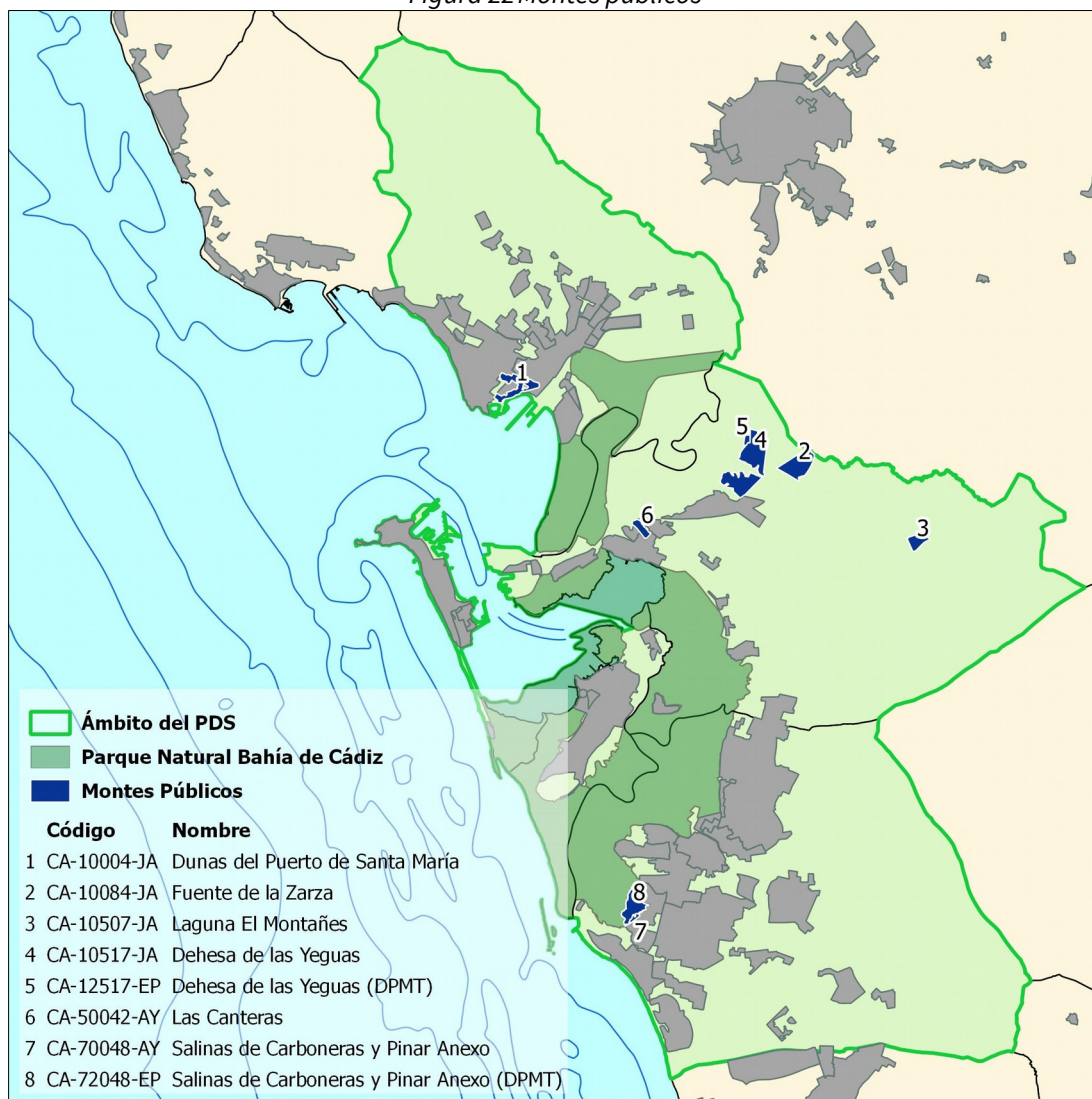 Figura 22 Montes públicos
1
5
4
2
6
3
8
7
Ámbito del PDS
Parque Natural Bahía de Cádiz
Montes Públicos
Código Nombre
1 CA-10004-JA Dunas del Puerto de Santa María
2 CA-10084-JA Fuente de la Zarza
3 CA-10507-JA Laguna El Montañes
4 CA-10517-JA Dehesa de las Yeguas
5 CA-12517-EP Dehesa de las Yeguas (DPMT)
6 CA-50042-AY Las Canteras
7 CA-70048-AY Salinas de Carboneras y Pinar Anexo
8 CA-72048-EP Salinas de Carboneras y Pinar Anexo (DPMT)